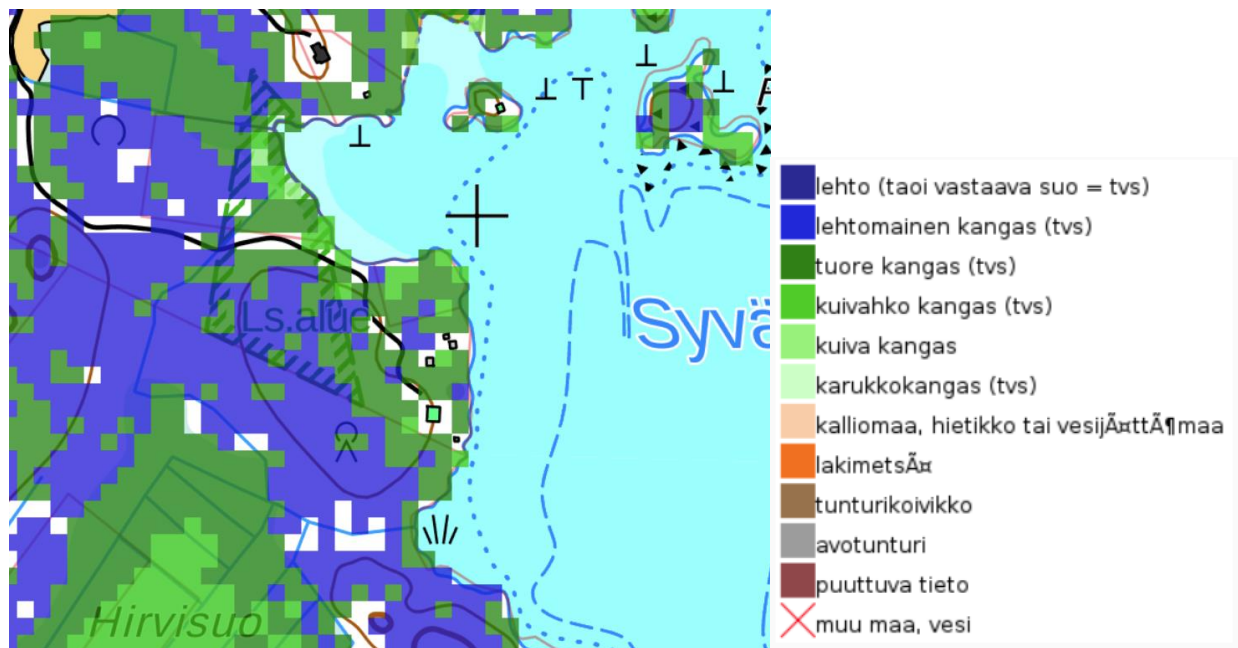 Ls.alue
Syvä
Hirvisuo
lehto (taoi vastaava suo = tvs)
lehtomainen kangas (tvs)
tuore kangas (tvs)
kuivahko kangas (tvs)
kuiva kangas
karukkokangas (tvs)
kalliomaa, hietikko tai vesijÃ¤ttÃ¶maa
lakimetsÃ¤
tunturikoivikko
avotunturi
puuttuva tieto
muu maa, vesi